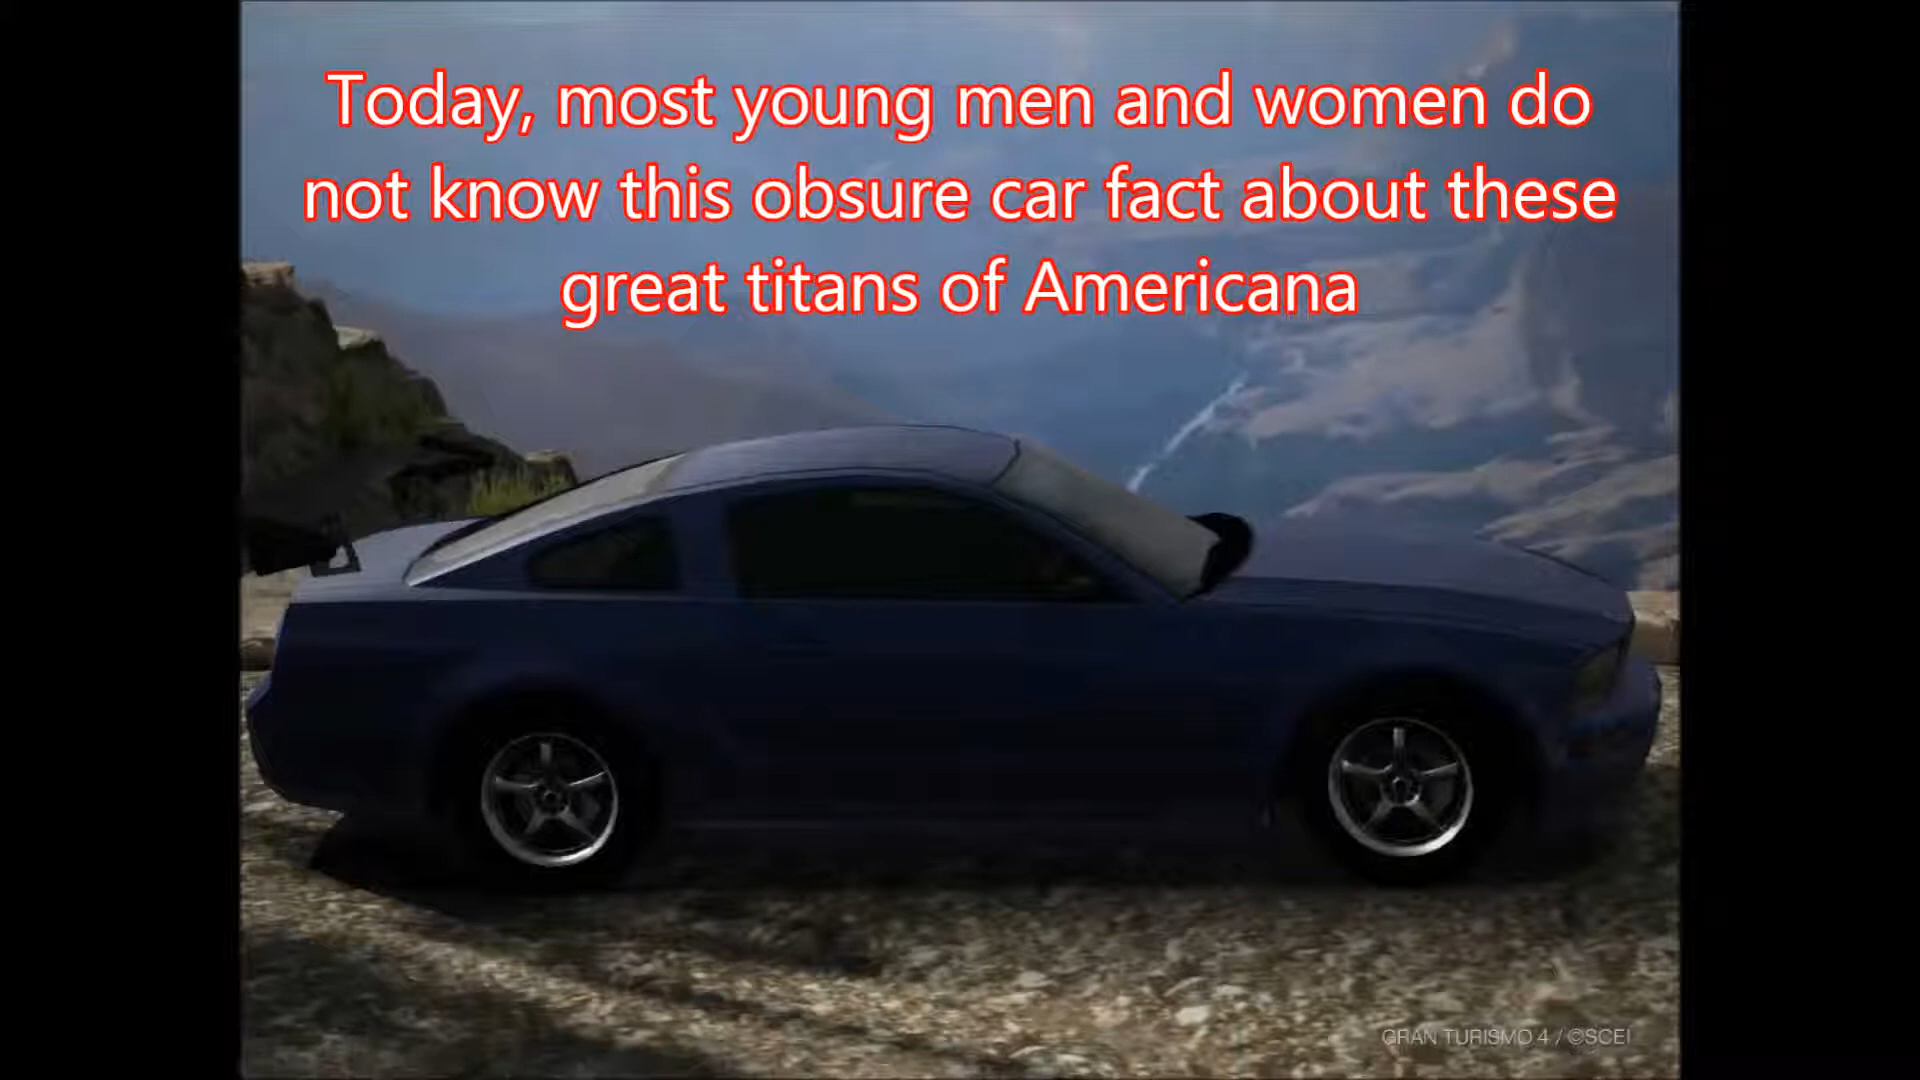 Today, most young men and women do
not know this obsure car fact about these
great titans of Americana
GRAN TURISMO 4 / ©SCEI